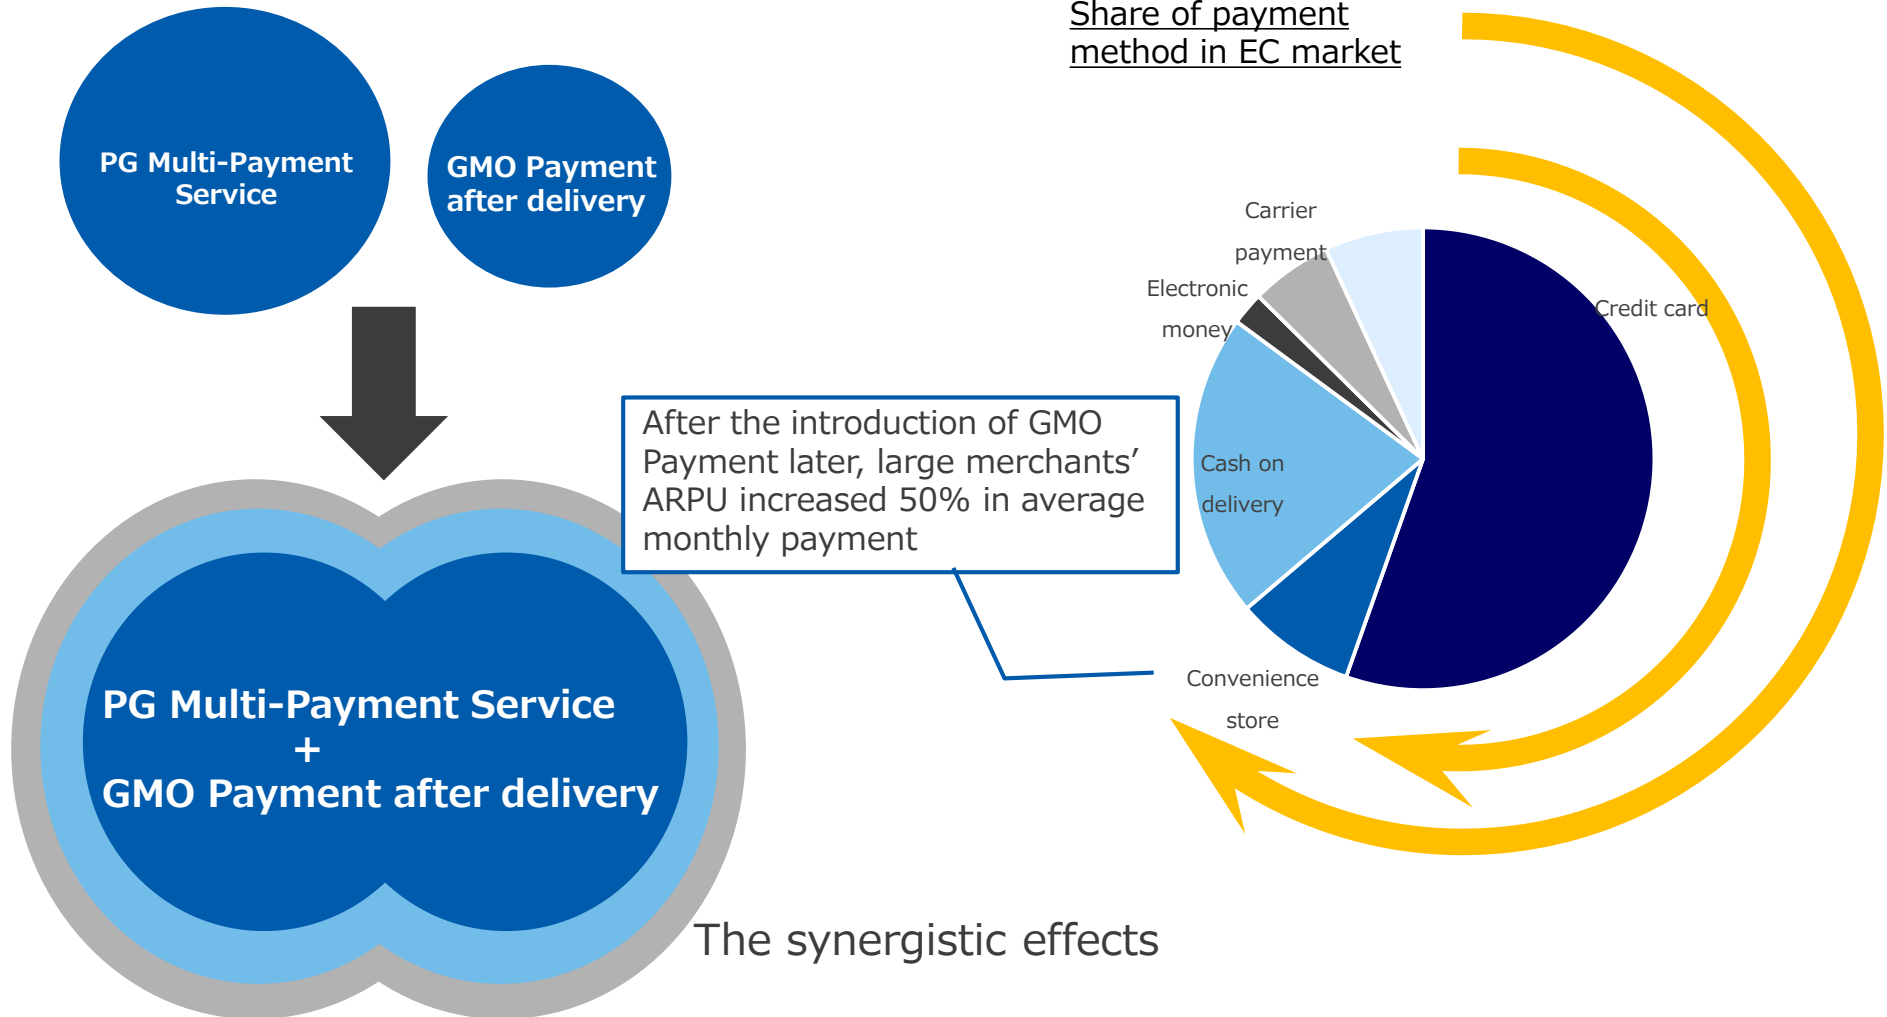 Share of payment
method in EC market
PG Multi-Payment
Service
GMO Payment
after delivery
Carrier
payment
Electronic
money
Credit card
After the introduction of GMO
Payment later, large merchants’
ARPU increased 50% in average
monthly payment
Cash on
delivery
Convenience
store
PG Multi-Payment Service
+
GMO Payment after delivery
The synergistic effects